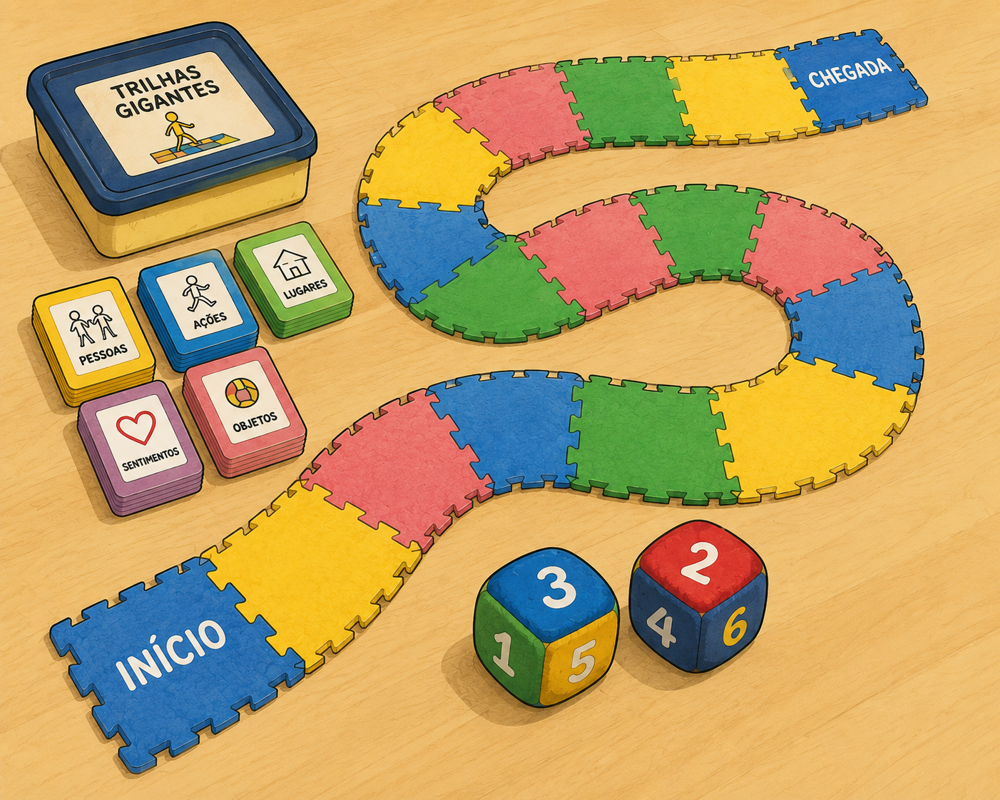 TRILHAS
GIGANTES
CHEGADA
LUGARES
AÇÕES
PESSOAS
OBJETOS
SENTIMENTOS
INÍCIO
3
1
5
2
4
6